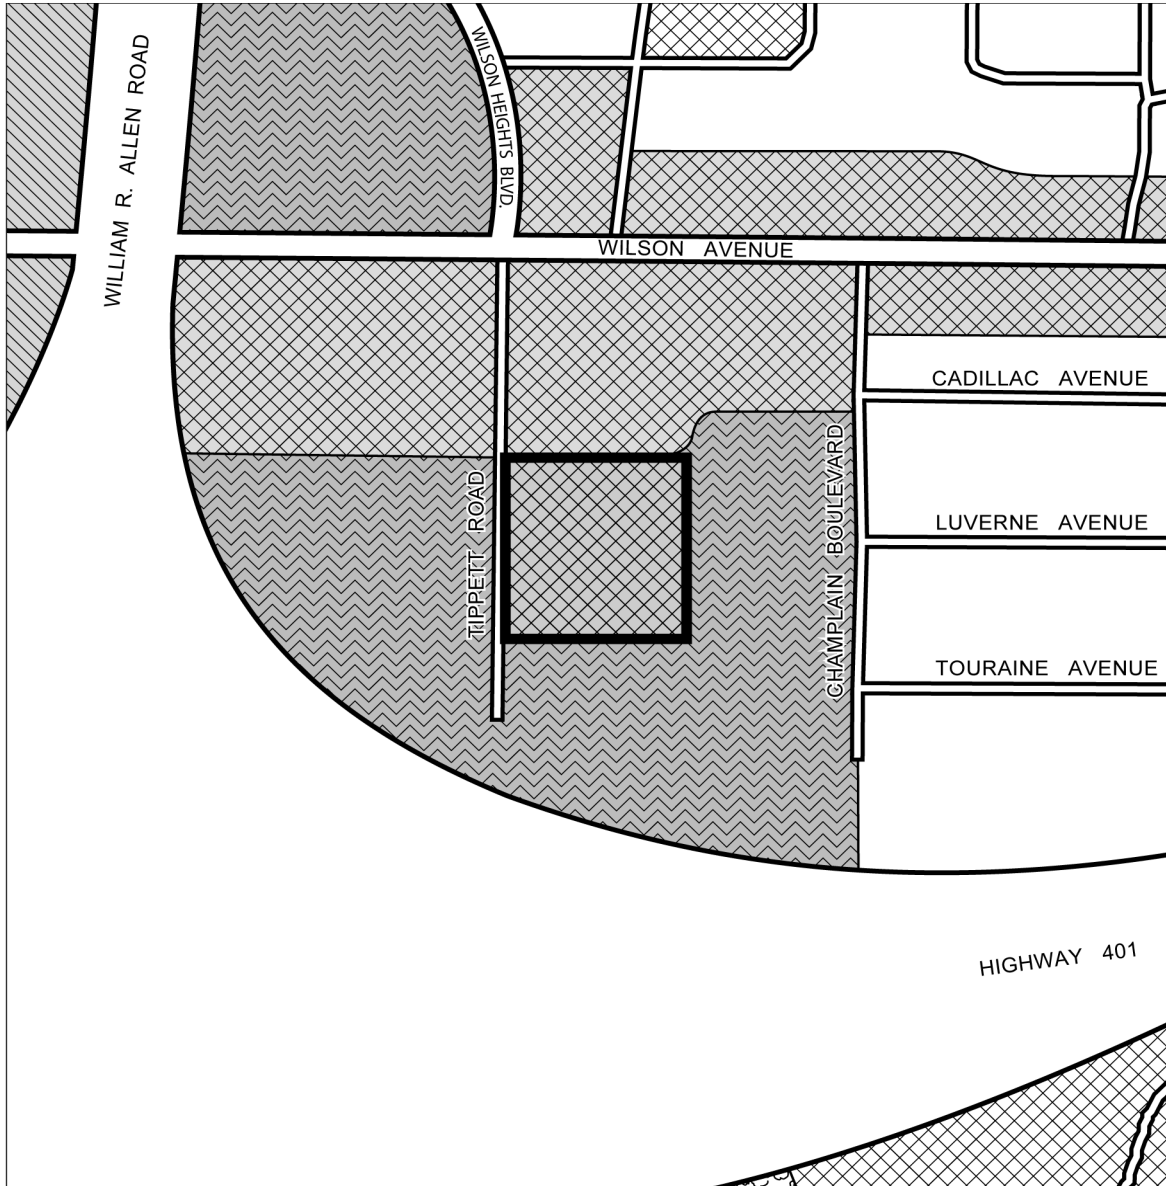 WILLIAM R. ALLEN ROAD
WILSON HEIGHTS BLVD.
WILSON AVENUE
CADILLAC AVENUE
TIPPETT ROAD
CHAMPLAIN BOULEVARD
LUVERNE AVENUE
TOURAINE AVENUE
HIGHWAY 401